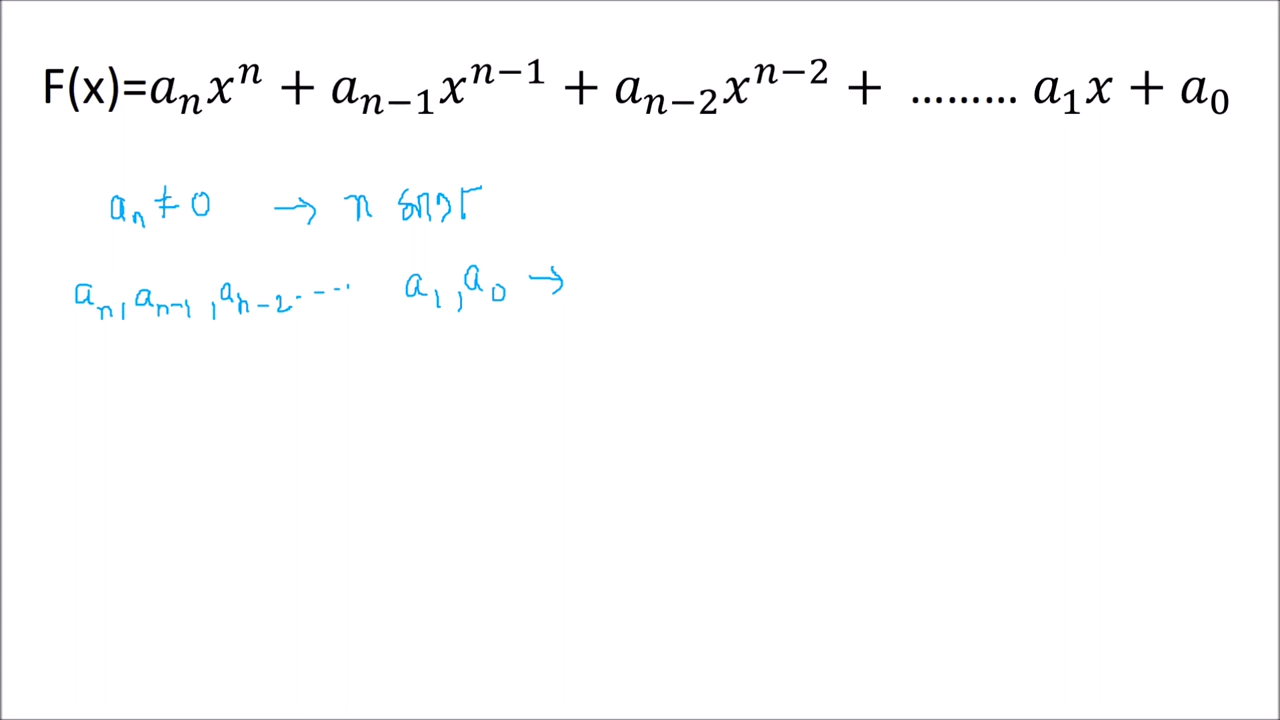 F(x)=aₙxⁿ + aₙ₋₁xⁿ⁻¹ + aₙ₋₂xⁿ⁻² + ......... a₁x + a₀
aₙ ≠ 0 → n
aₙ, aₙ₋₁, aₙ₋₂ ..... a₁, a₀ →